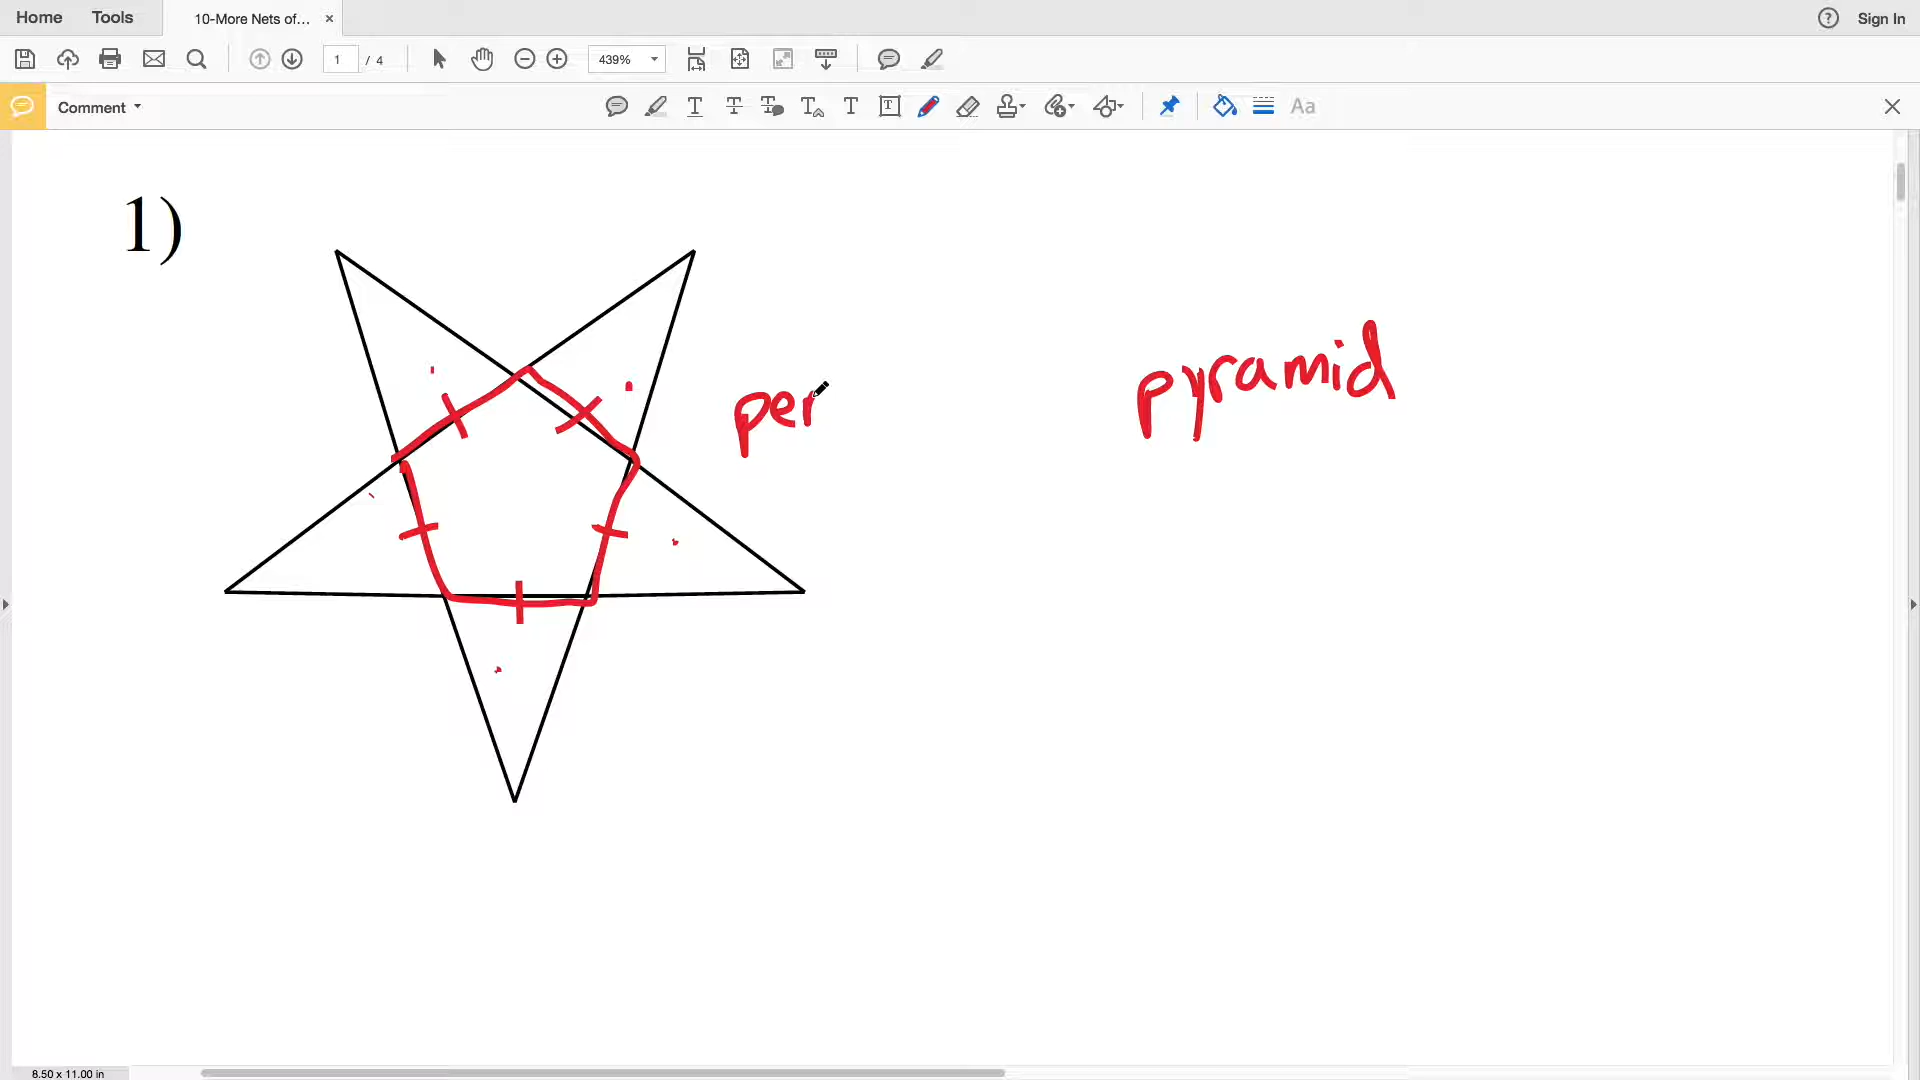 Home Tools 10-More Nets of... × ? Sign In
1 / 4 439%
Comment T T T T T T Aa
1)
pyramid
per
8.50 x 11.00 in